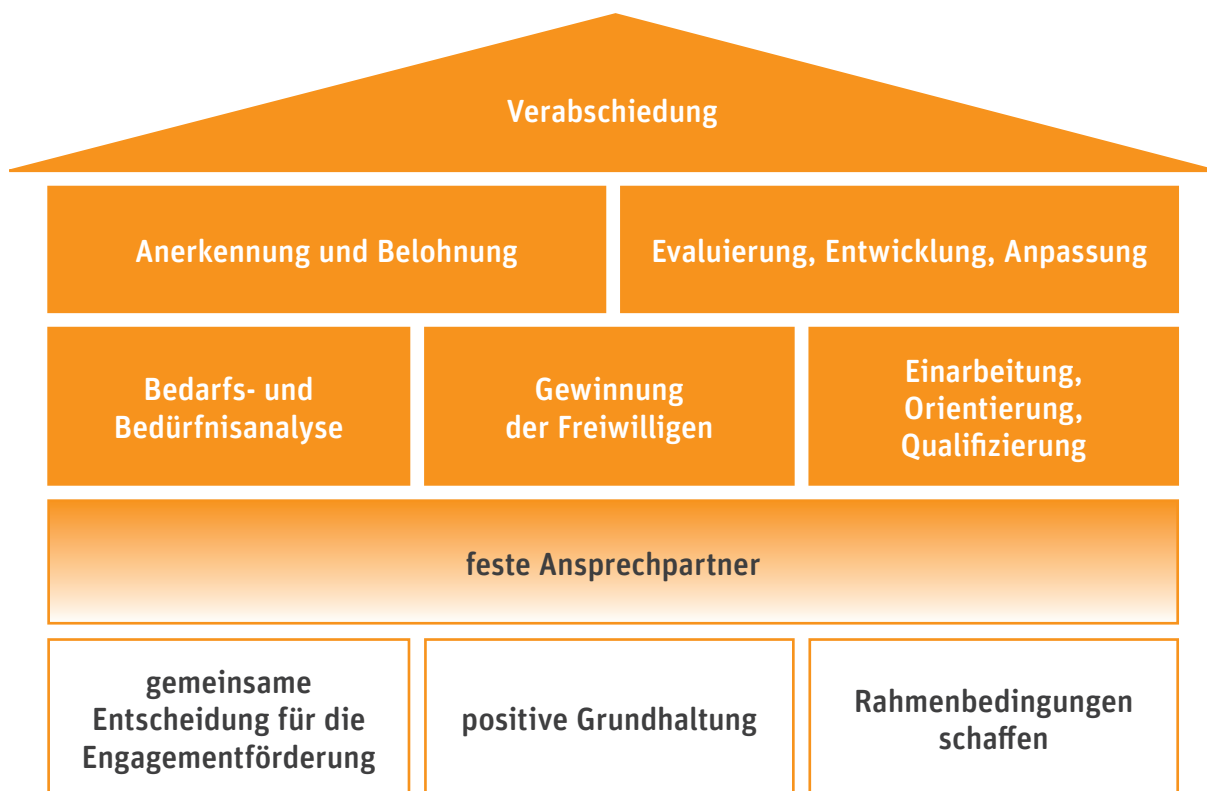 Verabschiedung
Anerkennung und Belohnung
Evaluierung, Entwicklung, Anpassung
Bedarfs- und
Bedürfnisanalyse
Gewinnung
der Freiwilligen
Einarbeitung,
Orientierung,
Qualifizierung
feste Ansprechpartner
gemeinsame
Entscheidung für die
Engagementförderung
positive Grundhaltung
Rahmenbedingungen
schaffen